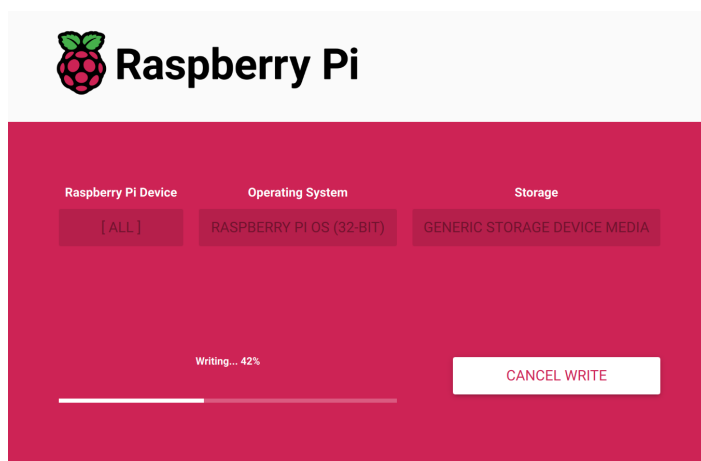 Raspberry Pi
Raspberry Pi Device Operating System Storage
[ ALL ] RASPBERRY PI OS (32-BIT) GENERIC STORAGE DEVICE MEDIA
Writing... 42%
CANCEL WRITE